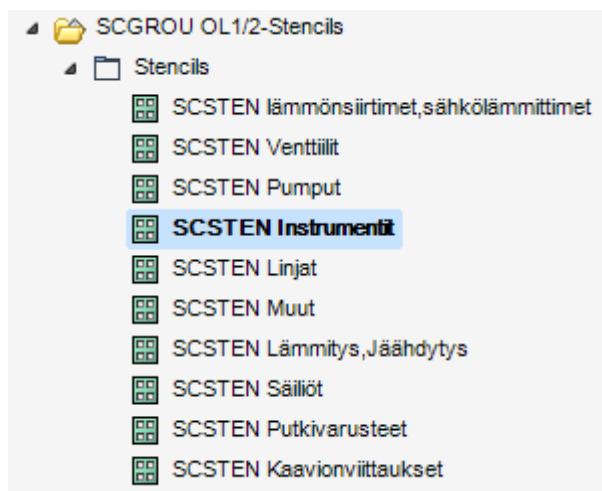 SCGROU OL1/2-Stencils
Stencils
SCSTEN lämmönsiirtimet,sähkölämmittimet
SCSTEN Venttiilit
SCSTEN Pumput
SCSTEN Instrumentit
SCSTEN Linjat
SCSTEN Muut
SCSTEN Lämmitys,Jäähdytys
SCSTEN Säiliöt
SCSTEN Putkivarusteet
SCSTEN Kaavionviittaukset